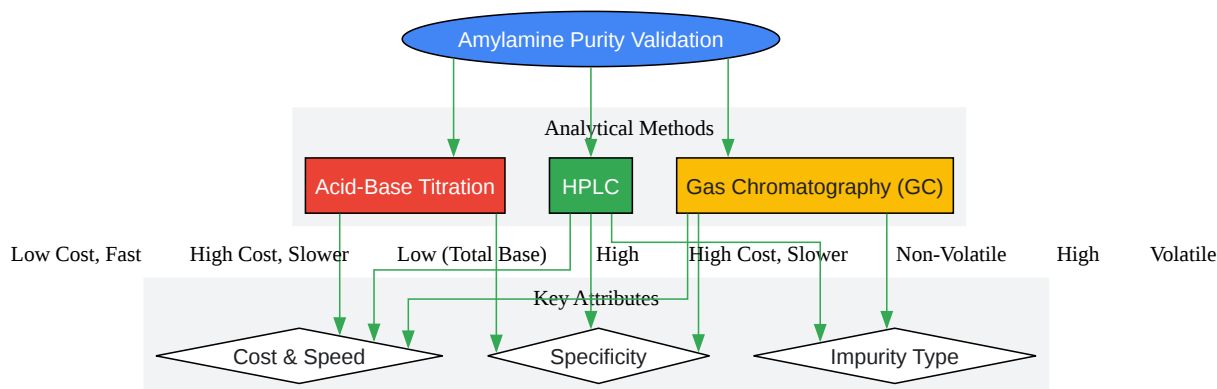 Amylamine Purity Validation
Analytical Methods
Acid-Base Titration
HPLC
Gas Chromatography (GC)
Low Cost, Fast
High Cost, Slower
Low (Total Base)
High
High Cost, Slower
Non-Volatile
High
Volatile
Key Attributes
Cost & Speed
Specificity
Impurity Type